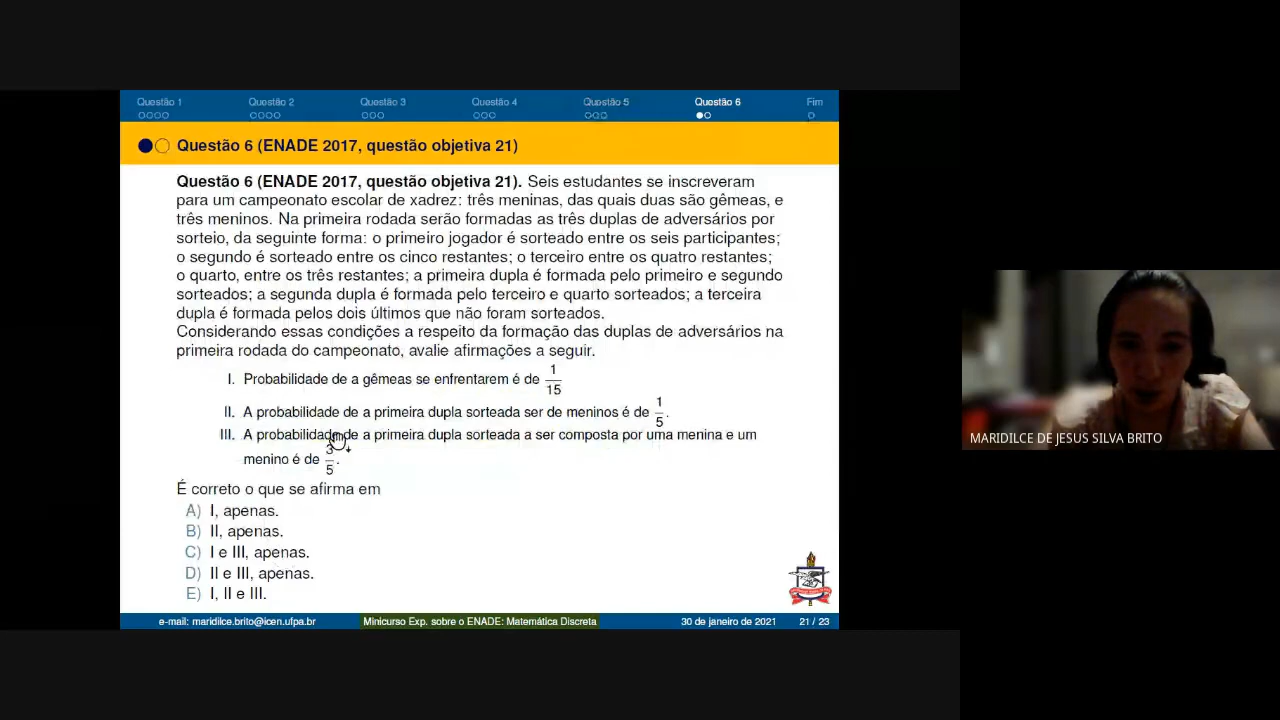 Questão 1 Questão 2 Questão 3 Questão 4 Questão 5 Questão 6 Fim
Questão 6 (ENADE 2017, questão objetiva 21)
Questão 6 (ENADE 2017, questão objetiva 21). Seis estudantes se inscreveram
para um campeonato escolar de xadrez: três meninas, das quais duas são gêmeas, e
três meninos. Na primeira rodada serão formadas as três duplas de adversários por
sorteio, da seguinte forma: o primeiro jogador é sorteado entre os seis participantes;
o segundo é sorteado entre os cinco restantes; o terceiro entre os quatro restantes;
o quarto, entre os três restantes; a primeira dupla é formada pelo primeiro e segundo
sorteados; a segunda dupla é formada pelo terceiro e quarto sorteados; a terceira
dupla é formada pelos dois últimos que não foram sorteados.
Considerando essas condições a respeito da formação das duplas de adversários na
primeira rodada do campeonato, avalie afirmações a seguir.
I. Probabilidade de a gêmeas se enfrentarem é de 1/15
II. A probabilidade de a primeira dupla sorteada ser de meninos é de 1/5.
III. A probabilidade de a primeira dupla sorteada a ser composta por uma menina e um
menino é de 3/5.
É correto o que se afirma em
A) I, apenas.
B) II, apenas.
C) I e III, apenas.
D) II e III, apenas.
E) I, II e III.
e-mail: maridilce.brito@icen.ufpa.br Minicurso Exp. sobre o ENADE: Matemática Discreta 30 de janeiro de 2021 21 / 23
MARIDILCE DE JESUS SILVA BRITO